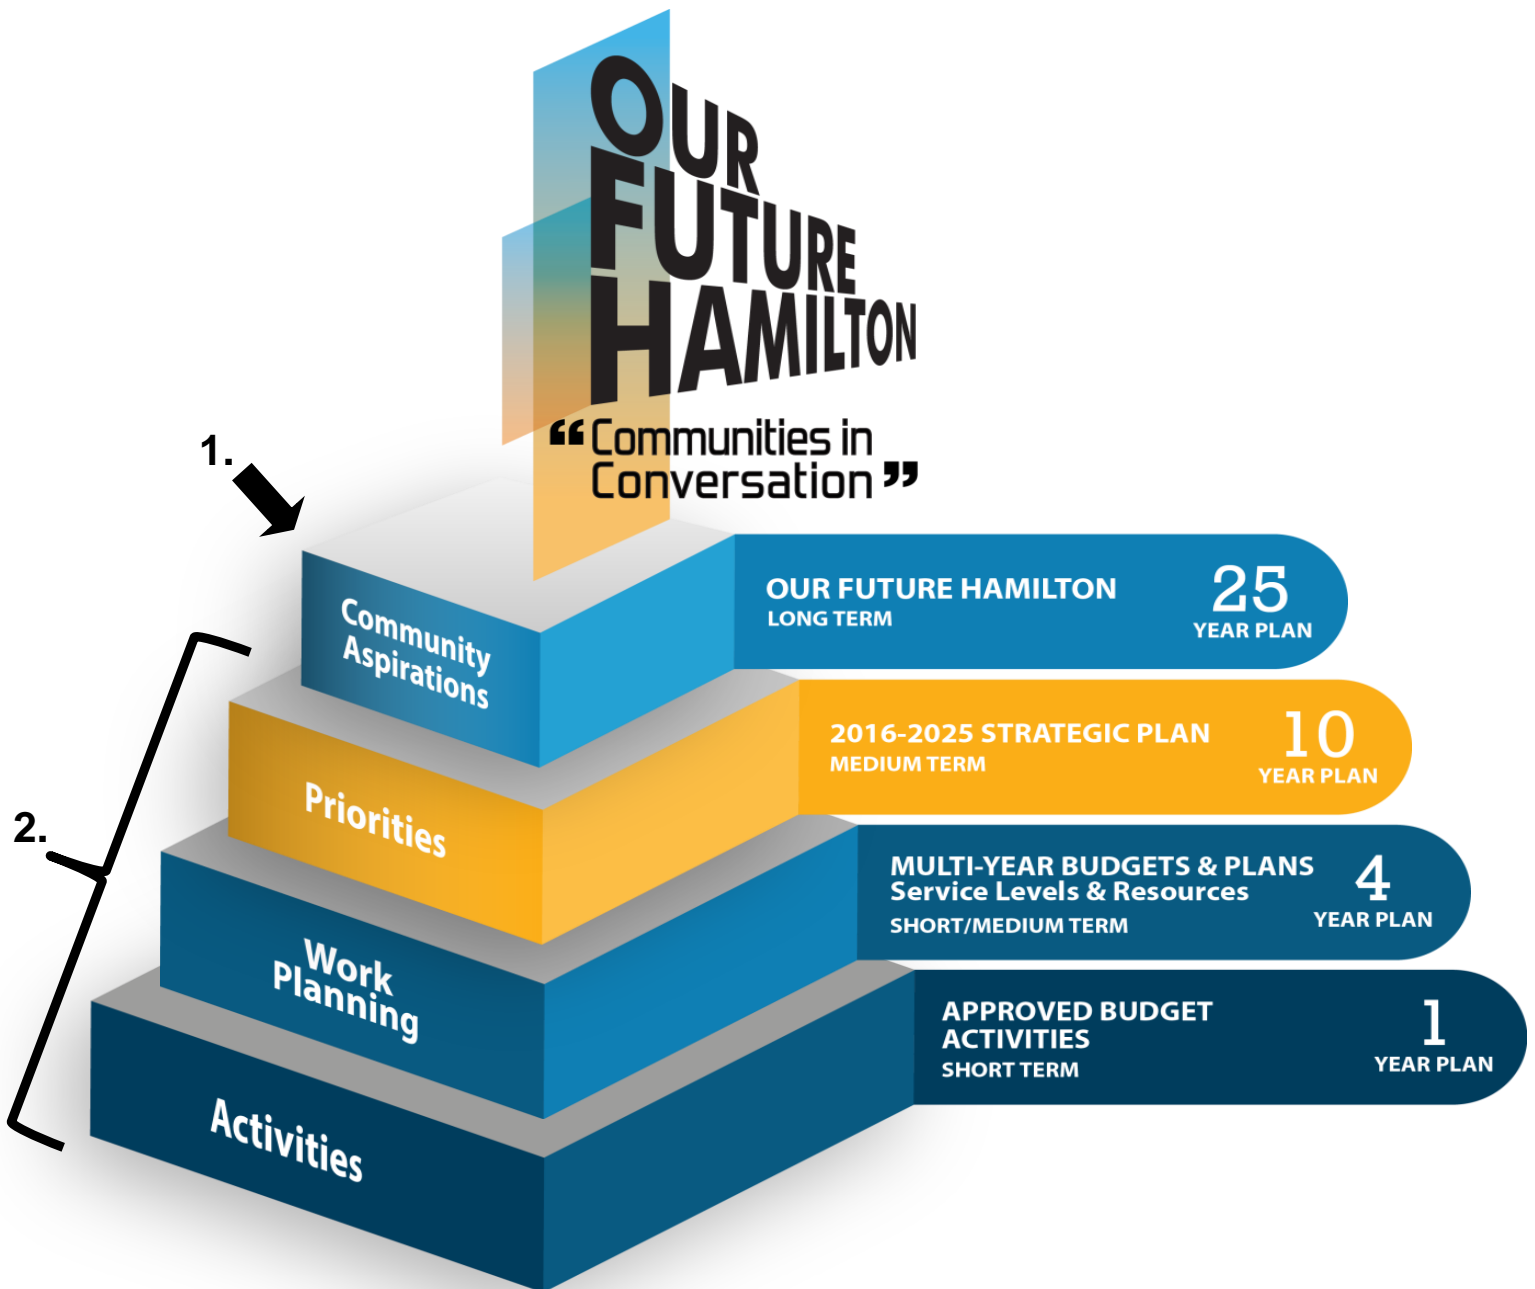 OUR
FUTURE
HAMILTON
“Communities in
Conversation”
1.
Community
Aspirations
OUR FUTURE HAMILTON
LONG TERM
25
YEAR PLAN
2.
Priorities
2016-2025 STRATEGIC PLAN
MEDIUM TERM
10
YEAR PLAN
Work
Planning
MULTI-YEAR BUDGETS & PLANS
Service Levels & Resources
SHORT/MEDIUM TERM
4
YEAR PLAN
Activities
APPROVED BUDGET
ACTIVITIES
SHORT TERM
1
YEAR PLAN